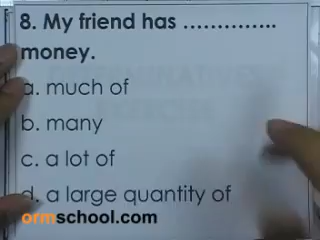 8. My friend has …………..
money.
a. much of
b. many
c. a lot of
d. a large quantity of
ormschool.com